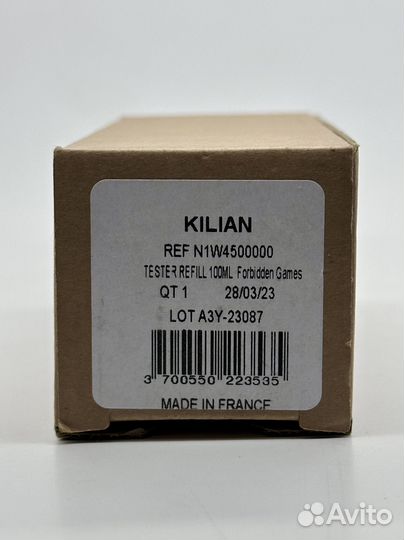 KILIAN
REF N1W4500000
TESTER REFILL 100ML Forbidden Games
QT 1 28/03/23
LOT A3Y-23087
3 700550 223535
MADE IN FRANCE
Avito